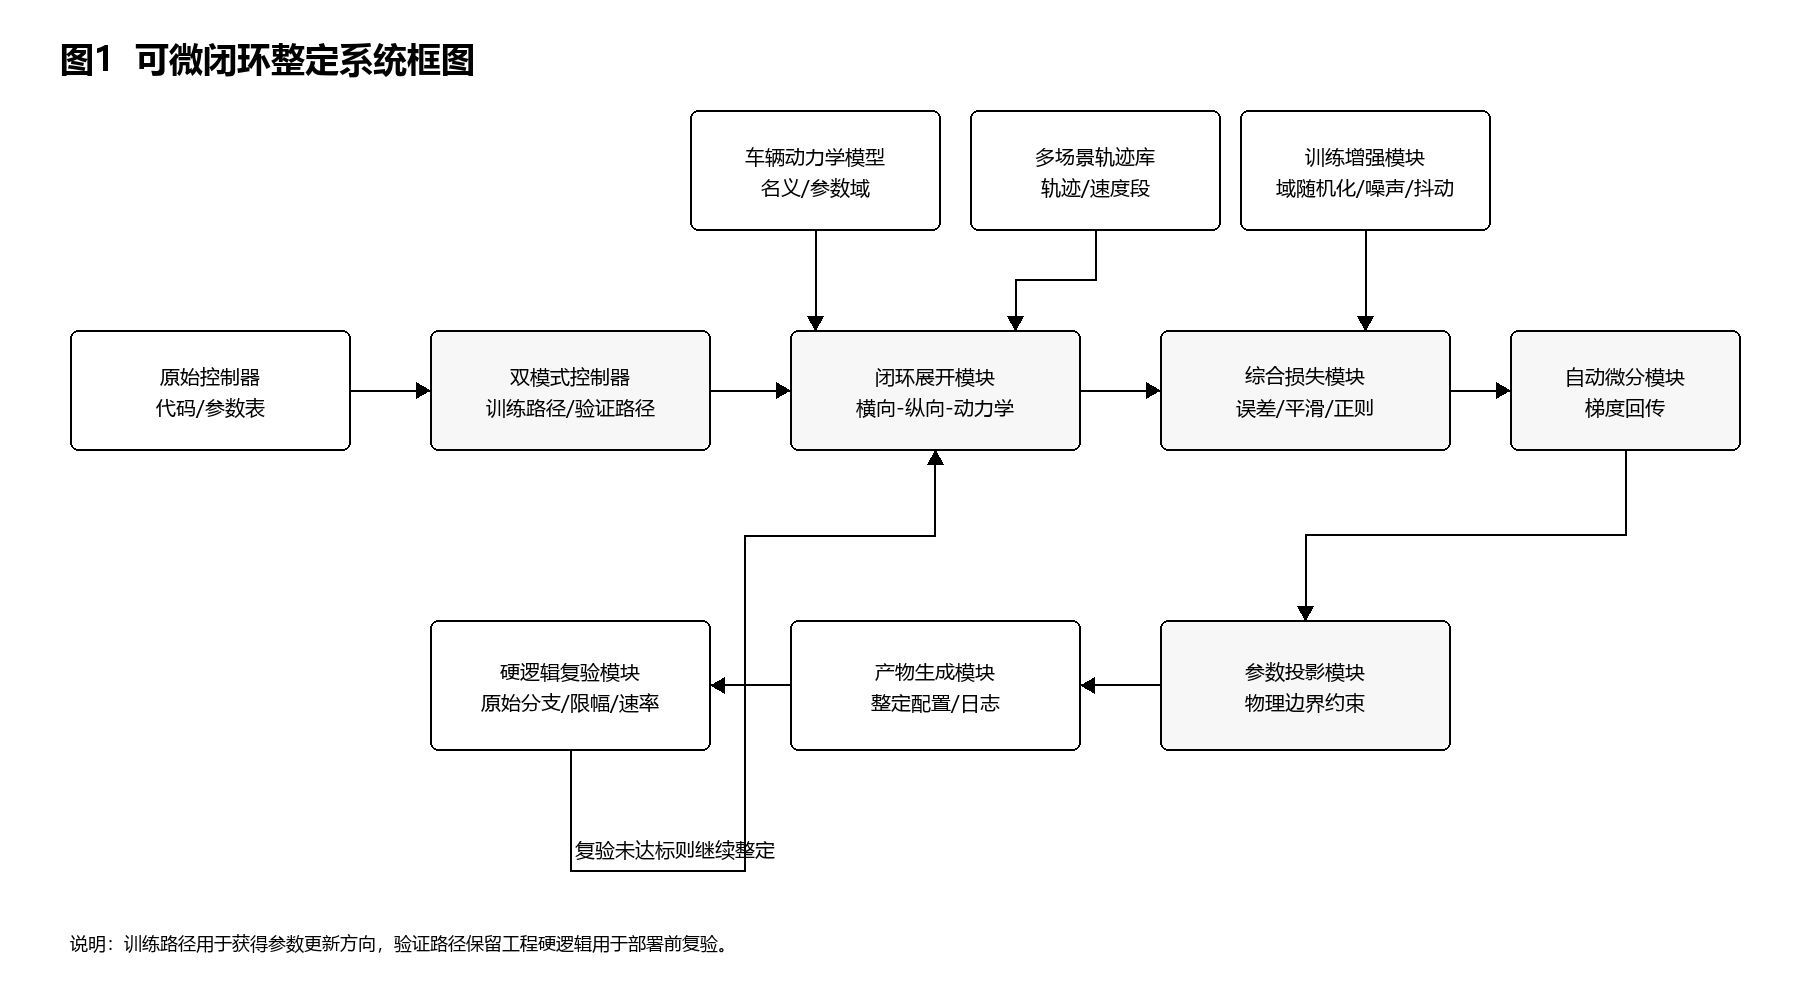 图1 可微闭环整定系统框图
车辆动力学模型
名义/参数域
多场景轨迹库
轨迹/速度段
训练增强模块
域随机化/噪声/抖动
原始控制器
代码/参数表
双模式控制器
训练路径/验证路径
闭环展开模块
横向-纵向-动力学
综合损失模块
误差/平滑/正则
自动微分模块
梯度回传
硬逻辑复验模块
原始分支/限幅/速率
产物生成模块
整定配置/日志
参数投影模块
物理边界约束
复验未达标则继续整定
说明：训练路径用于获得参数更新方向，验证路径保留工程硬逻辑用于部署前复验。